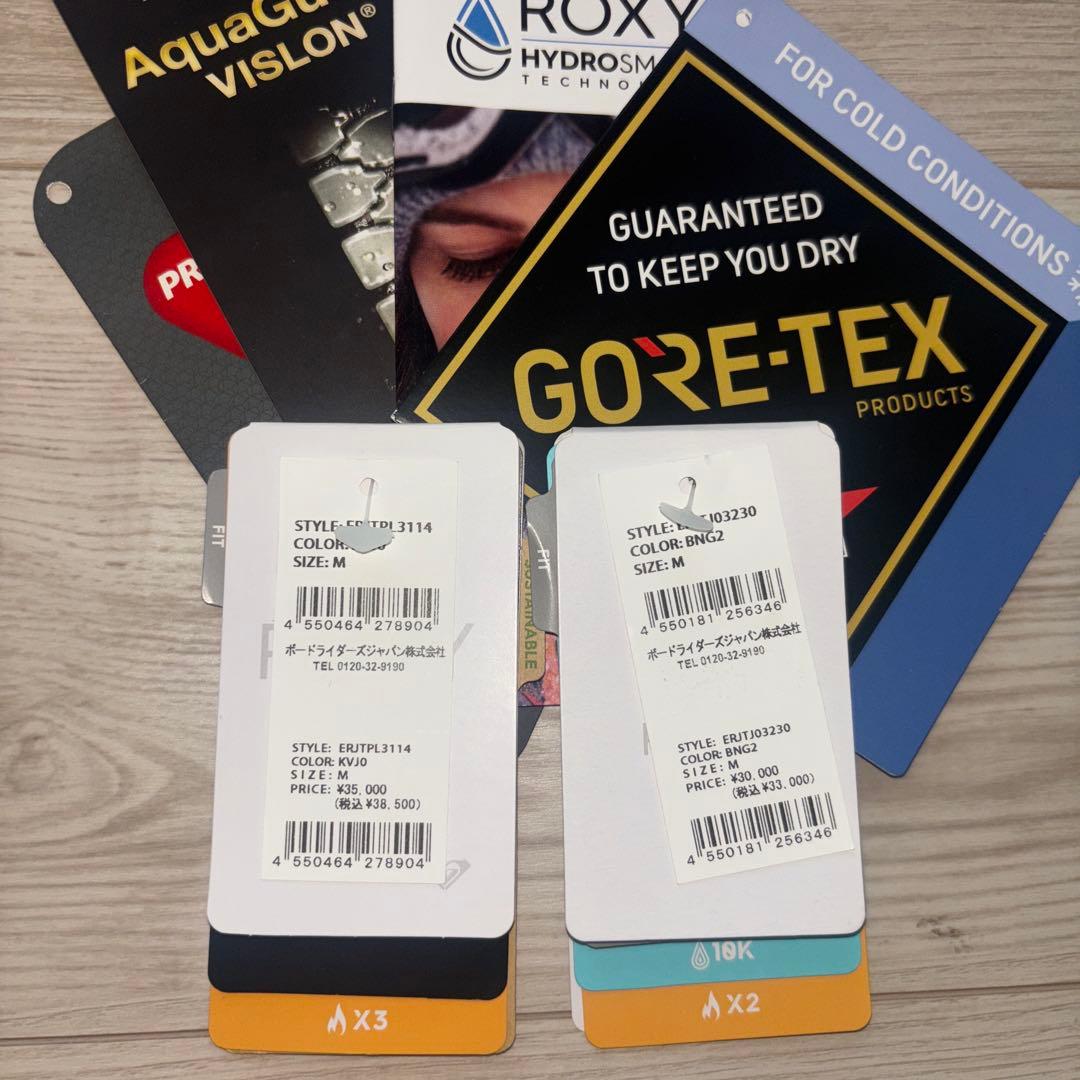 AquaGu
VISLON®
ROXY
HYDROSM
TECHNO
FOR COLD CONDITIONS
PR
GUARANTEED
TO KEEP YOU DRY
GORE-TEX
PRODUCTS
FIT
STYLE: ERJTPL3114
COLOR:
SIZE: M
4 550464 278904
ボードライダーズジャパン株式会社
TEL 0120-32-9190
STYLE: ERJTPL3114
COLOR: KVJ0
SIZE: M
PRICE: ¥35,000
(税込 ¥38,500)
4 550464 278904
X3
SUSTAINABLE
FIT
STYLE: ERJTJ03230
COLOR: BNG2
SIZE: M
4 550181 256346
ボードライダーズジャパン株式会社
TEL 0120-32-9190
STYLE: ERJTJ03230
COLOR: BNG2
SIZE: M
PRICE: ¥30,000
(税込 ¥33,000)
4 550181 256346
10K
X2